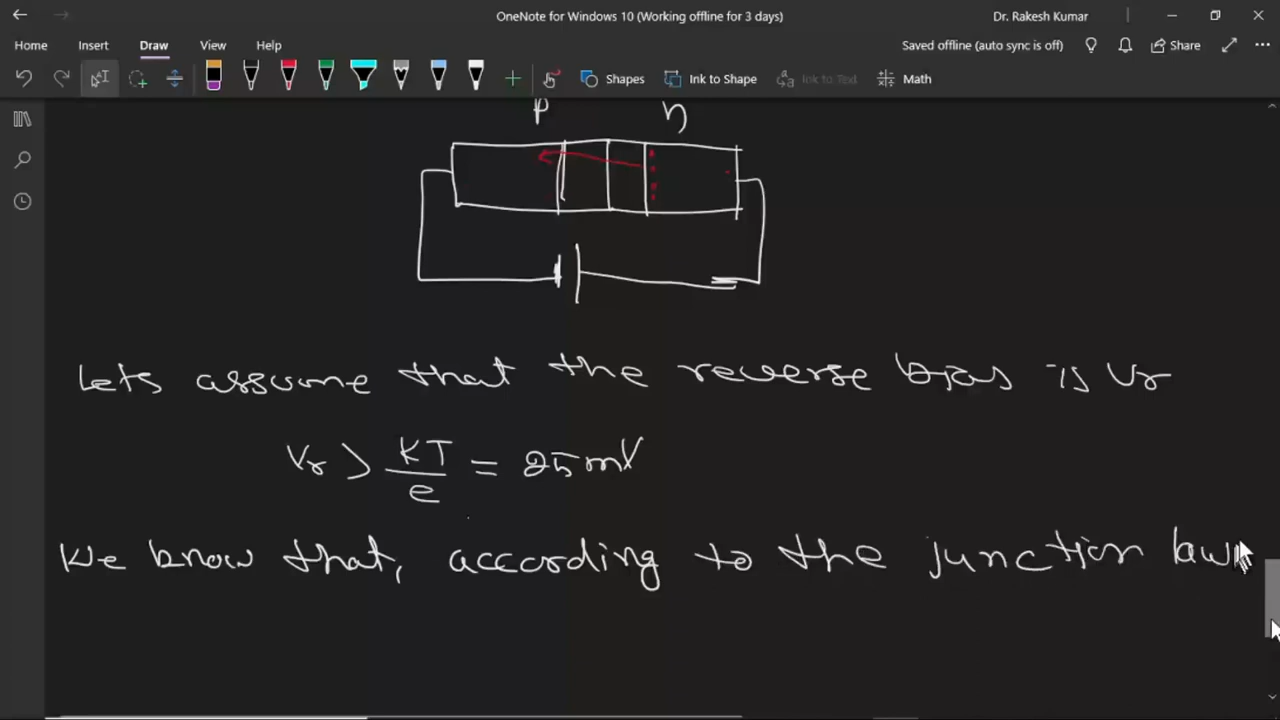 OneNote for Windows 10 (Working offline for 3 days)
Dr. Rakesh Kumar
Home Insert Draw View Help
Saved offline (auto sync is off)
Share
Shapes
Ink to Shape
Ink to Text
Math
p n
Lets assume that the reverse bias is Vr
Vr > KT/e = 25 mV
We know that, according to the junction law